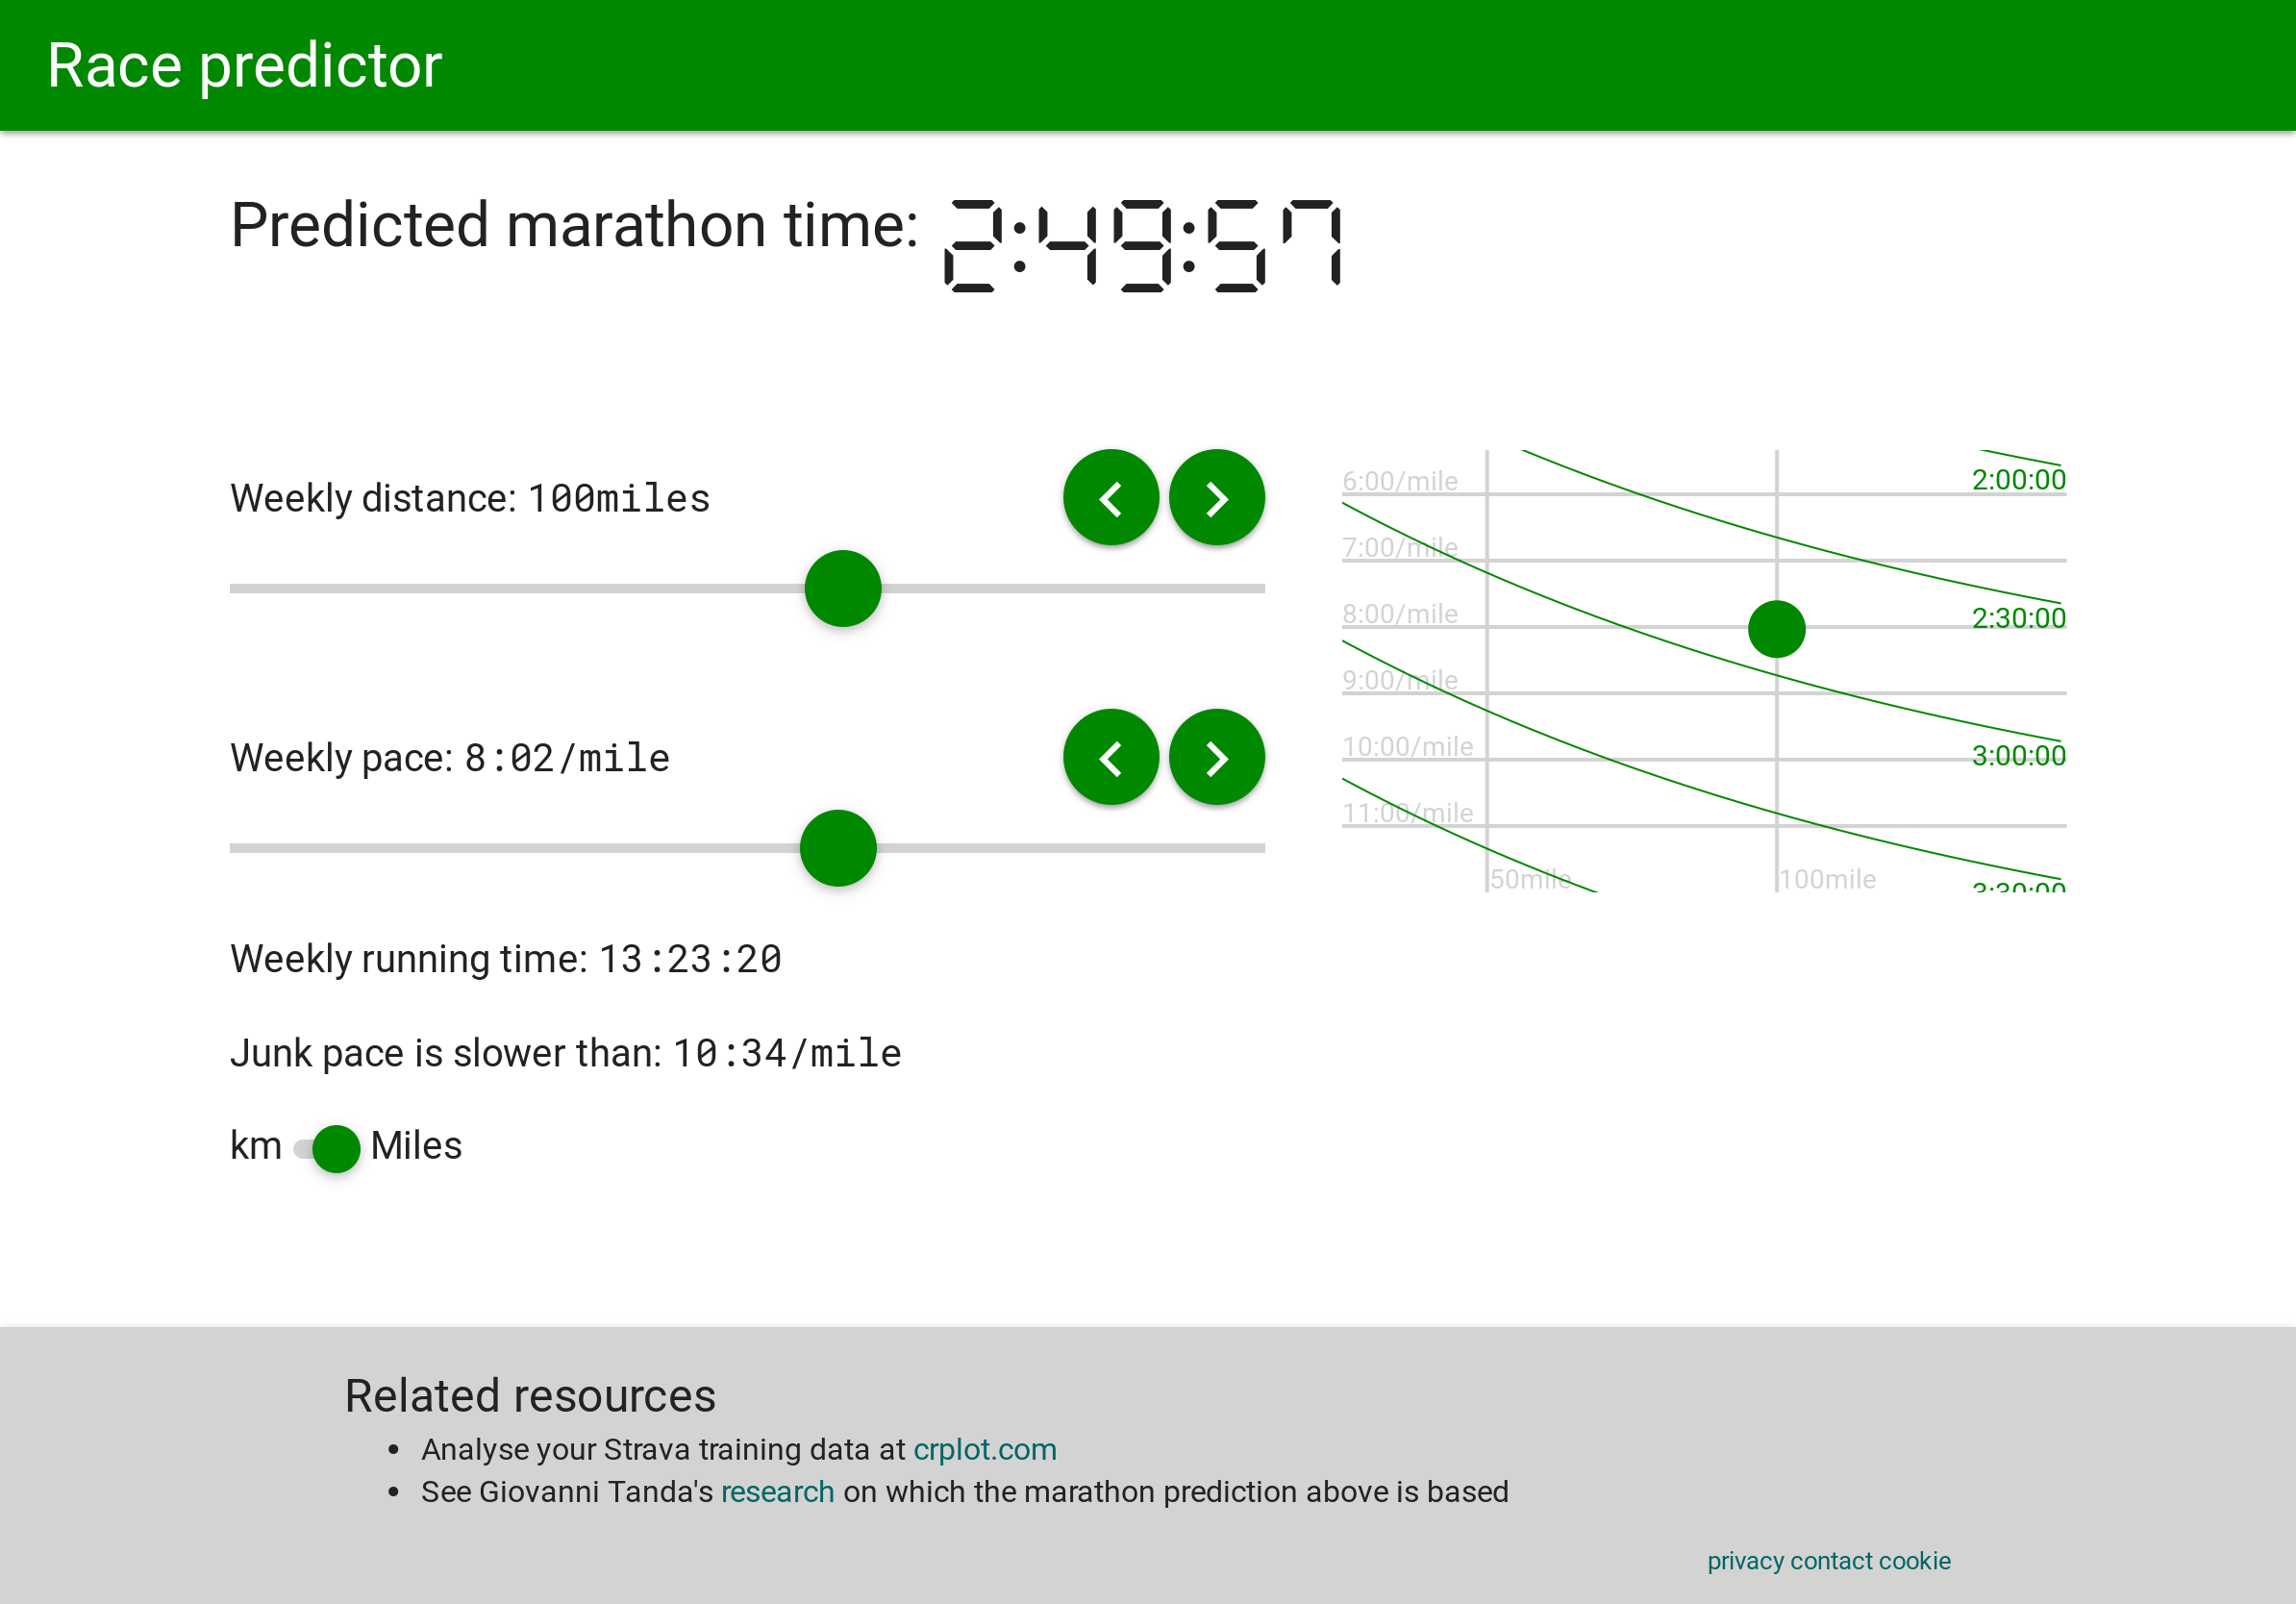 Race predictor
Predicted marathon time: 2:49:57
Weekly distance: 100miles
Weekly pace: 8:02/mile
Weekly running time: 13:23:20
Junk pace is slower than: 10:34/mile
km Miles
6:00/mile
2:00:00
7:00/mile
8:00/mile
2:30:00
9:00/mile
10:00/mile
3:00:00
11:00/mile
50mile
100mile
3:30:00
Related resources
Analyse your Strava training data at crplot.com
See Giovanni Tanda's research on which the marathon prediction above is based
privacy contact cookie